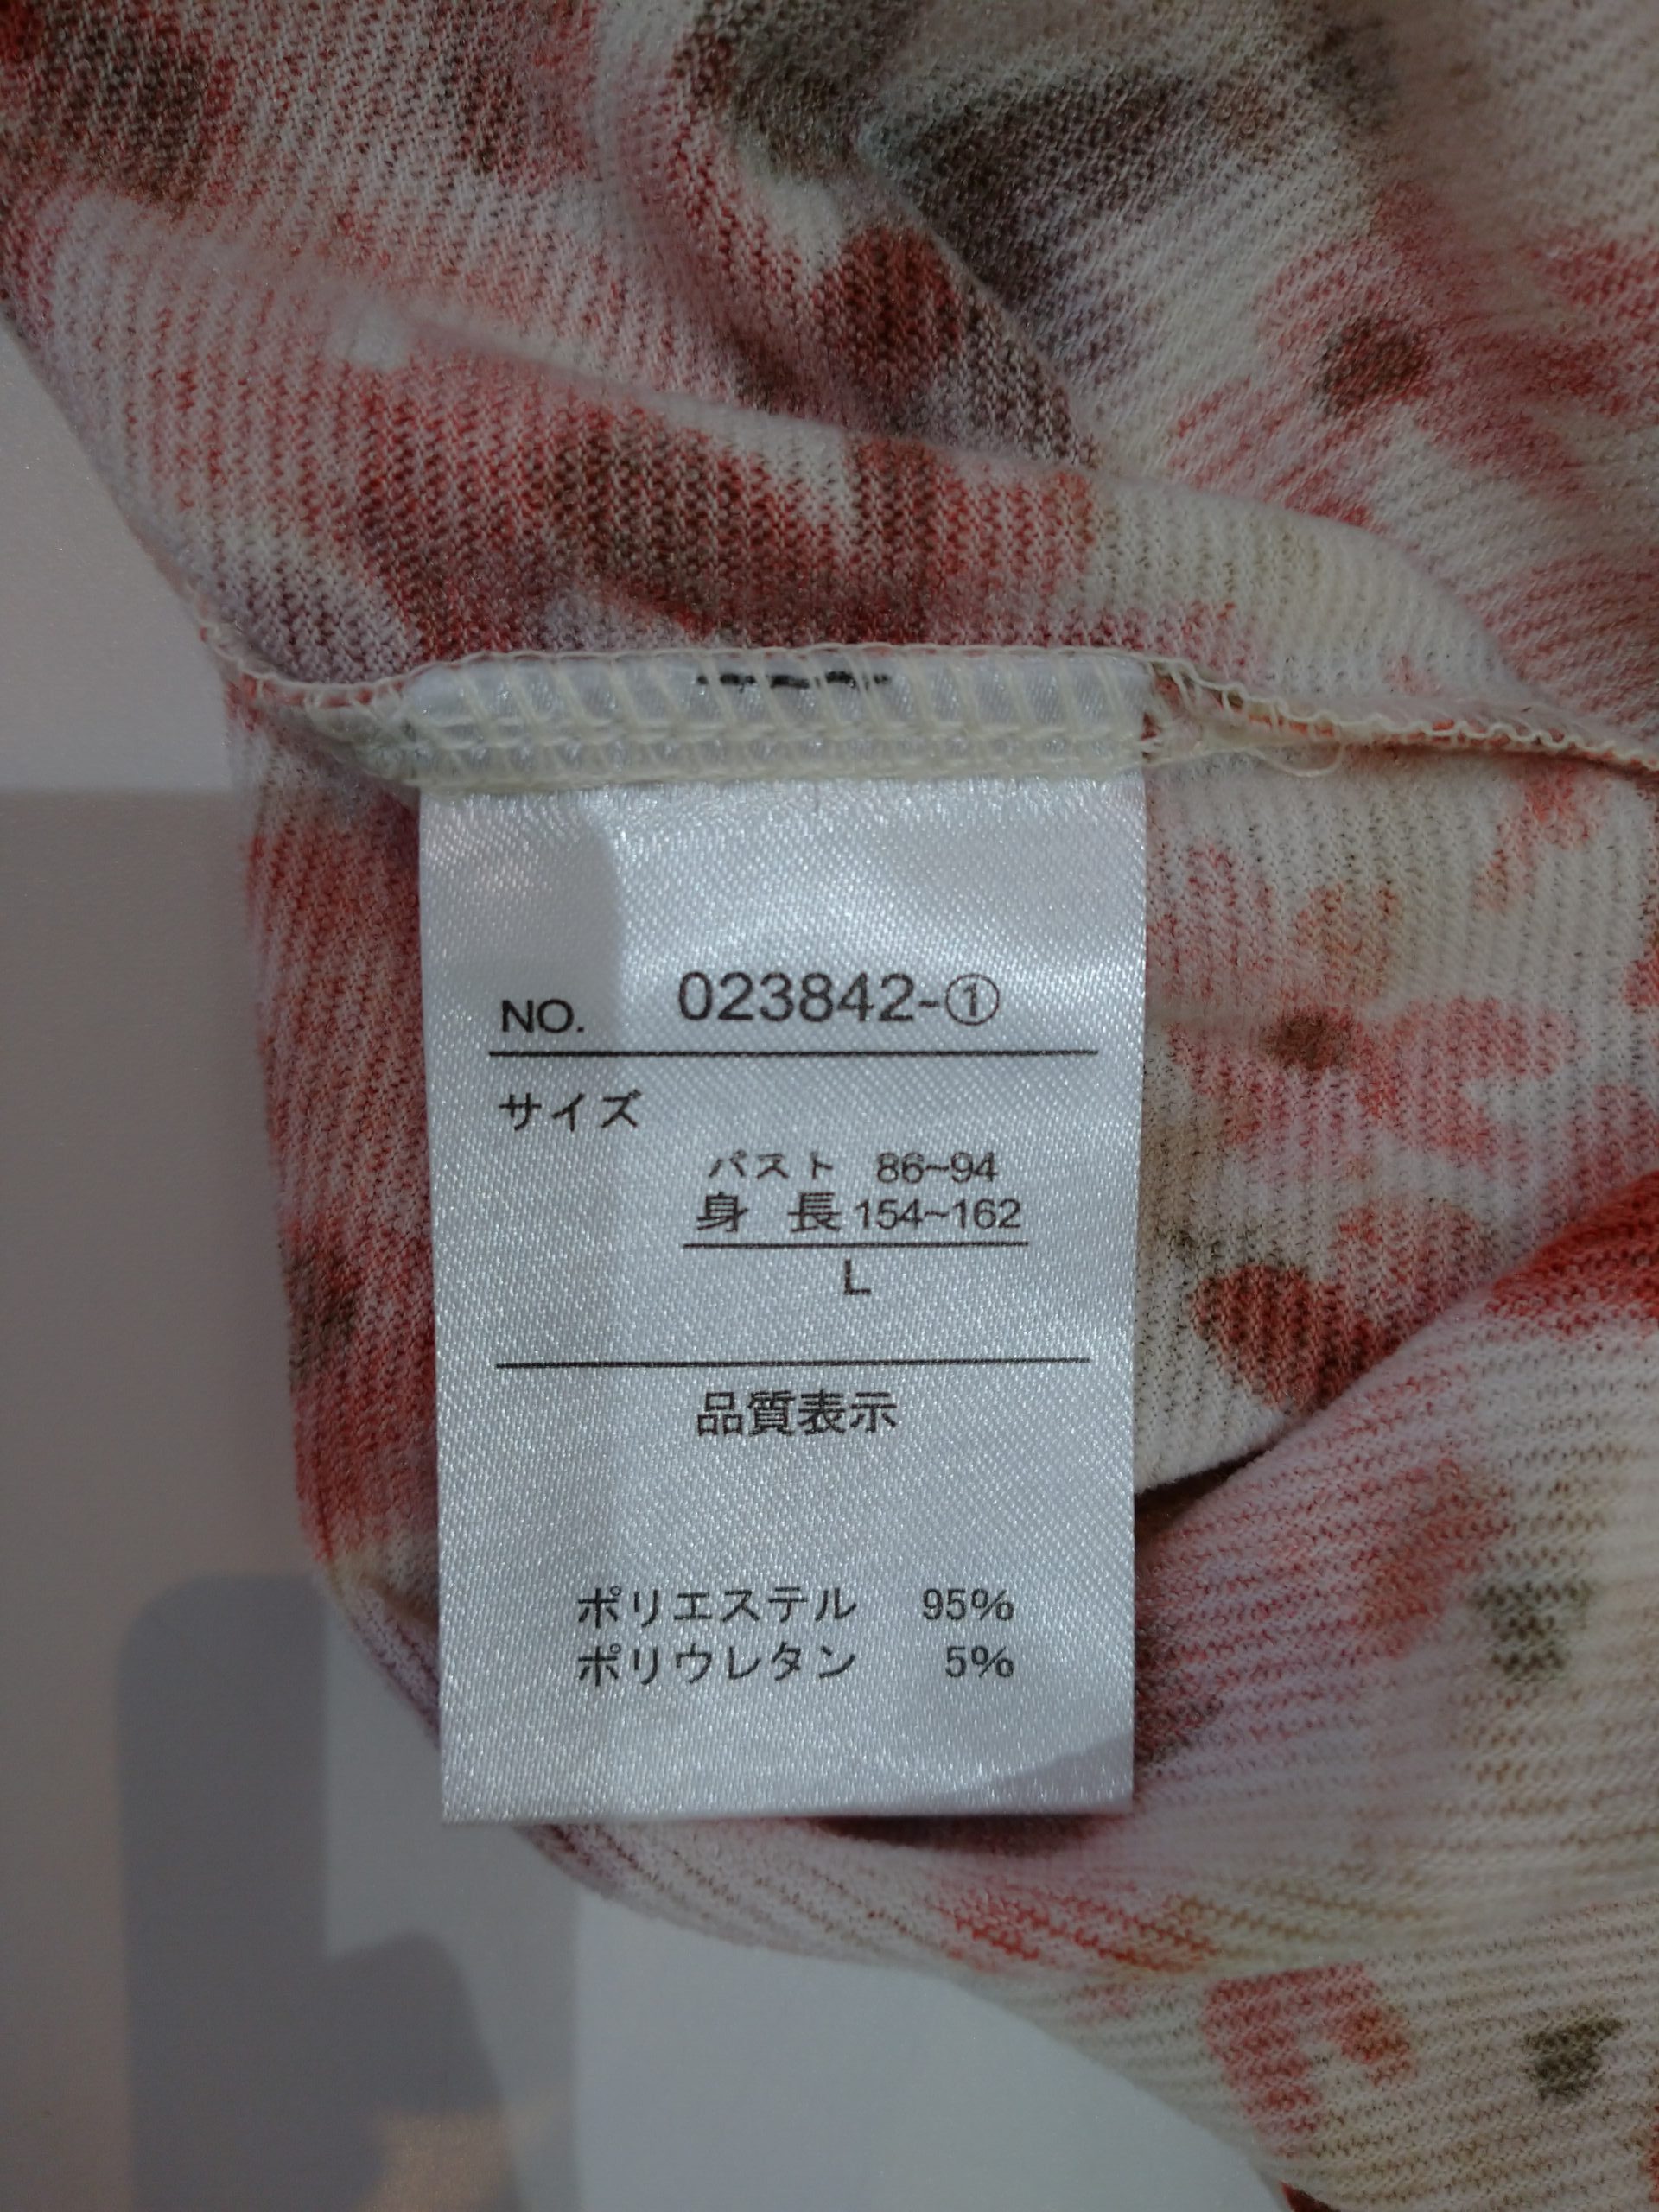 NO. 023842-①
サイズ
バスト 86~94
身 長 154~162
L
品質表示
ポリエステル 95%
ポリウレタン 5%